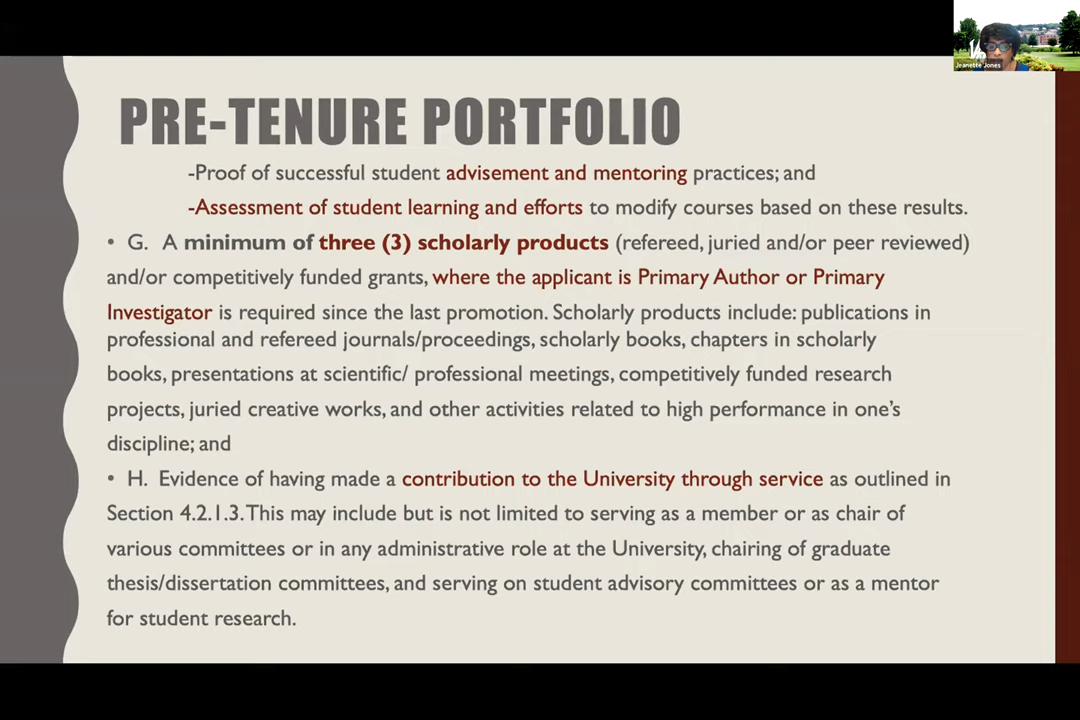 Jeanette Jones
PRE-TENURE PORTFOLIO
-Proof of successful student advisement and mentoring practices; and
-Assessment of student learning and efforts to modify courses based on these results.
• G. A minimum of three (3) scholarly products (refereed, juried and/or peer reviewed)
and/or competitively funded grants, where the applicant is Primary Author or Primary
Investigator is required since the last promotion. Scholarly products include: publications in
professional and refereed journals/proceedings, scholarly books, chapters in scholarly
books, presentations at scientific/ professional meetings, competitively funded research
projects, juried creative works, and other activities related to high performance in one's
discipline; and
• H. Evidence of having made a contribution to the University through service as outlined in
Section 4.2.1.3. This may include but is not limited to serving as a member or as chair of
various committees or in any administrative role at the University, chairing of graduate
thesis/dissertation committees, and serving on student advisory committees or as a mentor
for student research.